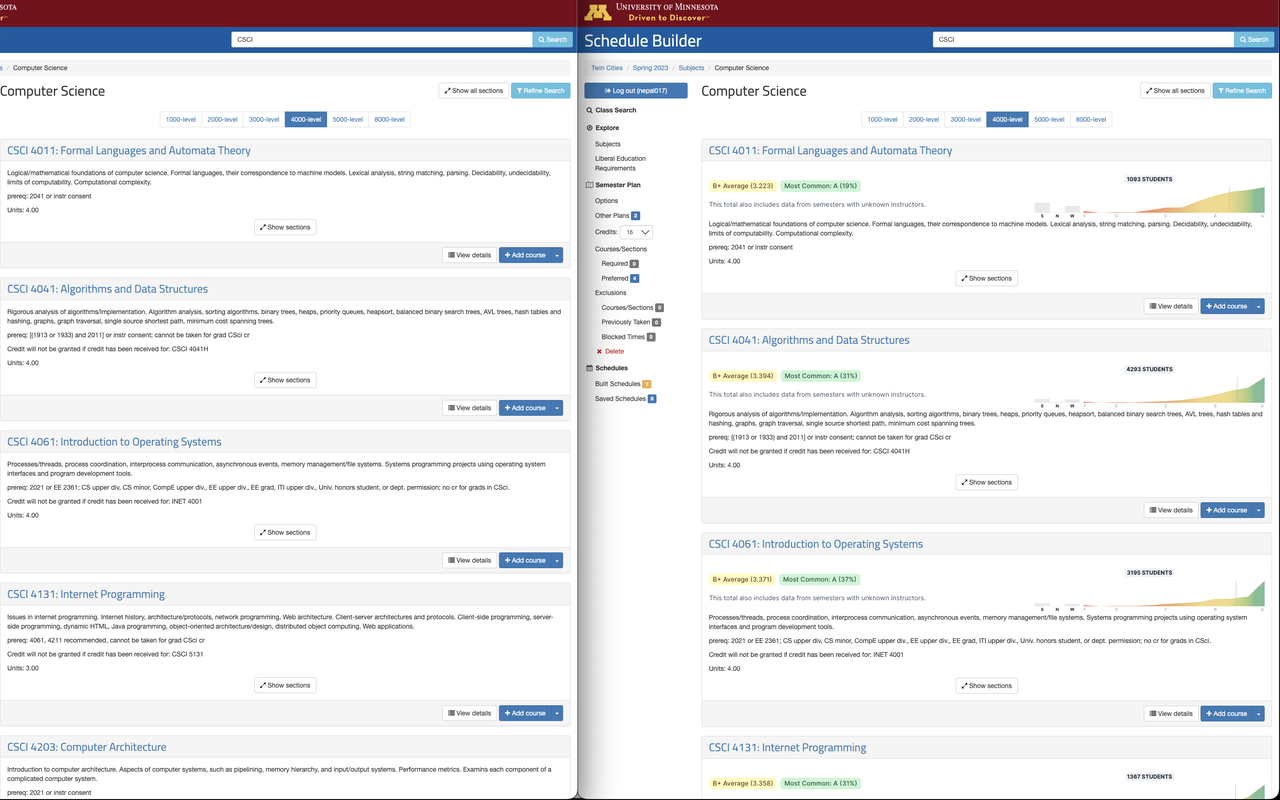 SOTA
r™
CSCI
Search
s / Computer Science
Computer Science
Show all sections
Refine Search
1000-level
2000-level
3000-level
4000-level
5000-level
8000-level
CSCI 4011: Formal Languages and Automata Theory
Logical/mathematical foundations of computer science. Formal languages, their correspondence to machine models. Lexical analysis, string matching, parsing. Decidability, undecidability,
limits of computability. Computational complexity.
prereq: 2041 or instr consent
Units: 4.00
Show sections
View details
Add course
CSCI 4041: Algorithms and Data Structures
Rigorous analysis of algorithms/implementation. Algorithm analysis, sorting algorithms, binary trees, heaps, priority queues, heapsort, balanced binary search trees, AVL trees, hash tables and
hashing, graphs, graph traversal, single source shortest path, minimum cost spanning trees.
prereq: [(1913 or 1933) and 2011] or instr consent; cannot be taken for grad CSci cr
Credit will not be granted if credit has been received for: CSCI 4041H
Units: 4.00
Show sections
View details
Add course
CSCI 4061: Introduction to Operating Systems
Processes/threads, process coordination, interprocess communication, asynchronous events, memory management/file systems. Systems programming projects using operating system
interfaces and program development tools.
prereq: 2021 or EE 2361; CS upper div, CS minor, CompE upper div., EE upper div., EE grad, ITI upper div., Univ. honors student, or dept. permission; no cr for grads in CSci.
Credit will not be granted if credit has been received for: INET 4001
Units: 4.00
Show sections
View details
Add course
CSCI 4131: Internet Programming
Issues in internet programming. Internet history, architecture/protocols, network programming, Web architecture. Client-server architectures and protocols. Client-side programming, server-
side programming, dynamic HTML, Java programming, object-oriented architecture/design, distributed object computing, Web applications.
prereq: 4061, 4211 recommended, cannot be taken for grad CSci cr
Credit will not be granted if credit has been received for: CSCI 5131
Units: 3.00
Show sections
View details
Add course
CSCI 4203: Computer Architecture
Introduction to computer architecture. Aspects of computer systems, such as pipelining, memory hierarchy, and input/output systems. Performance metrics. Examins each component of a
complicated computer system.
prereq: 2021 or instr consent
University of Minnesota
Driven to Discover
Schedule Builder
CSCI
Search
Twin Cities / Spring 2023 / Subjects / Computer Science
Log out (nepal017)
Class Search
Explore
Subjects
Liberal Education
Requirements
Semester Plan
Options
Other Plans 2
Credits: 16
Courses/Sections
Required 0
Preferred 4
Exclusions
Courses/Sections 0
Previously Taken 0
Blocked Times 0
Delete
Schedules
Built Schedules
Saved Schedules 8
Computer Science
Show all sections
Refine Search
1000-level
2000-level
3000-level
4000-level
5000-level
8000-level
CSCI 4011: Formal Languages and Automata Theory
B+ Average (3.223)
Most Common: A (19%)
1093 STUDENTS
This total also includes data from semesters with unknown instructors.
S N W F D C B A
Logical/mathematical foundations of computer science. Formal languages, their correspondence to machine models. Lexical analysis, string matching, parsing. Decidability, undecidability,
limits of computability. Computational complexity.
prereq: 2041 or instr consent
Units: 4.00
Show sections
View details
Add course
CSCI 4041: Algorithms and Data Structures
B+ Average (3.394)
Most Common: A (31%)
4293 STUDENTS
This total also includes data from semesters with unknown instructors.
S N W F D C B A
Rigorous analysis of algorithms/implementation. Algorithm analysis, sorting algorithms, binary trees, heaps, priority queues, heapsort, balanced binary search trees, AVL trees, hash tables and
hashing, graphs, graph traversal, single source shortest path, minimum cost spanning trees.
prereq: [(1913 or 1933) and 2011] or instr consent; cannot be taken for grad CSci cr
Credit will not be granted if credit has been received for: CSCI 4041H
Units: 4.00
Show sections
View details
Add course
CSCI 4061: Introduction to Operating Systems
B+ Average (3.371)
Most Common: A (37%)
3195 STUDENTS
This total also includes data from semesters with unknown instructors.
S N W F D C B A
Processes/threads, process coordination, interprocess communication, asynchronous events, memory management/file systems. Systems programming projects using operating system
interfaces and program development tools.
prereq: 2021 or EE 2361; CS upper div, CS minor, CompE upper div., EE upper div., EE grad, ITI upper div., Univ. honors student, or dept. permission; no cr for grads in CSci.
Credit will not be granted if credit has been received for: INET 4001
Units: 4.00
Show sections
View details
Add course
CSCI 4131: Internet Programming
B+ Average (3.358)
Most Common: A (31%)
1367 STUDENTS